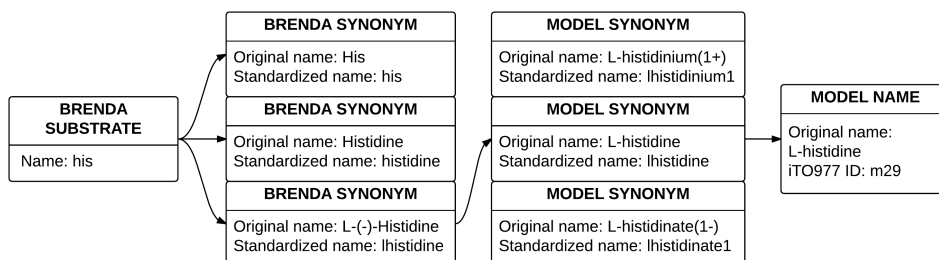 BRENDA
SUBSTRATE
Name: his
BRENDA SYNONYM
Original name: His
Standardized name: his
BRENDA SYNONYM
Original name: Histidine
Standardized name: histidine
BRENDA SYNONYM
Original name: L-(-)-Histidine
Standardized name: lhistidine
MODEL SYNONYM
Original name: L-histidinium(1+)
Standardized name: lhistidinium1
MODEL SYNONYM
Original name: L-histidine
Standardized name: lhistidine
MODEL SYNONYM
Original name: L-histidinate(1-)
Standardized name: lhistidinate1
MODEL NAME
Original name:
L-histidine
iTO977 ID: m29